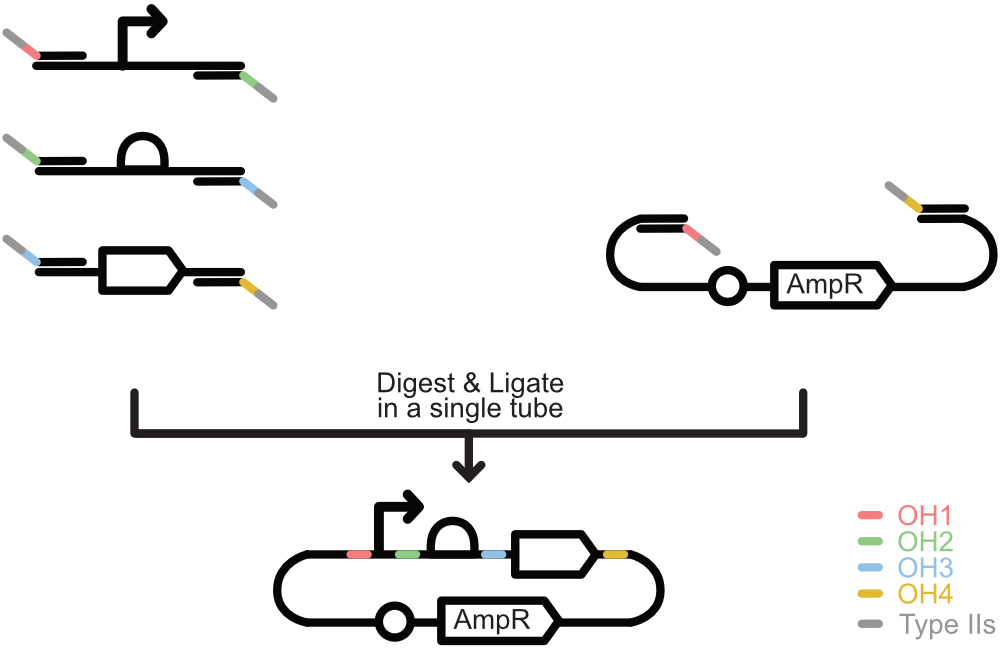 AmpR
Digest & Ligate
in a single tube
AmpR
OH1
OH2
OH3
OH4
Type IIs